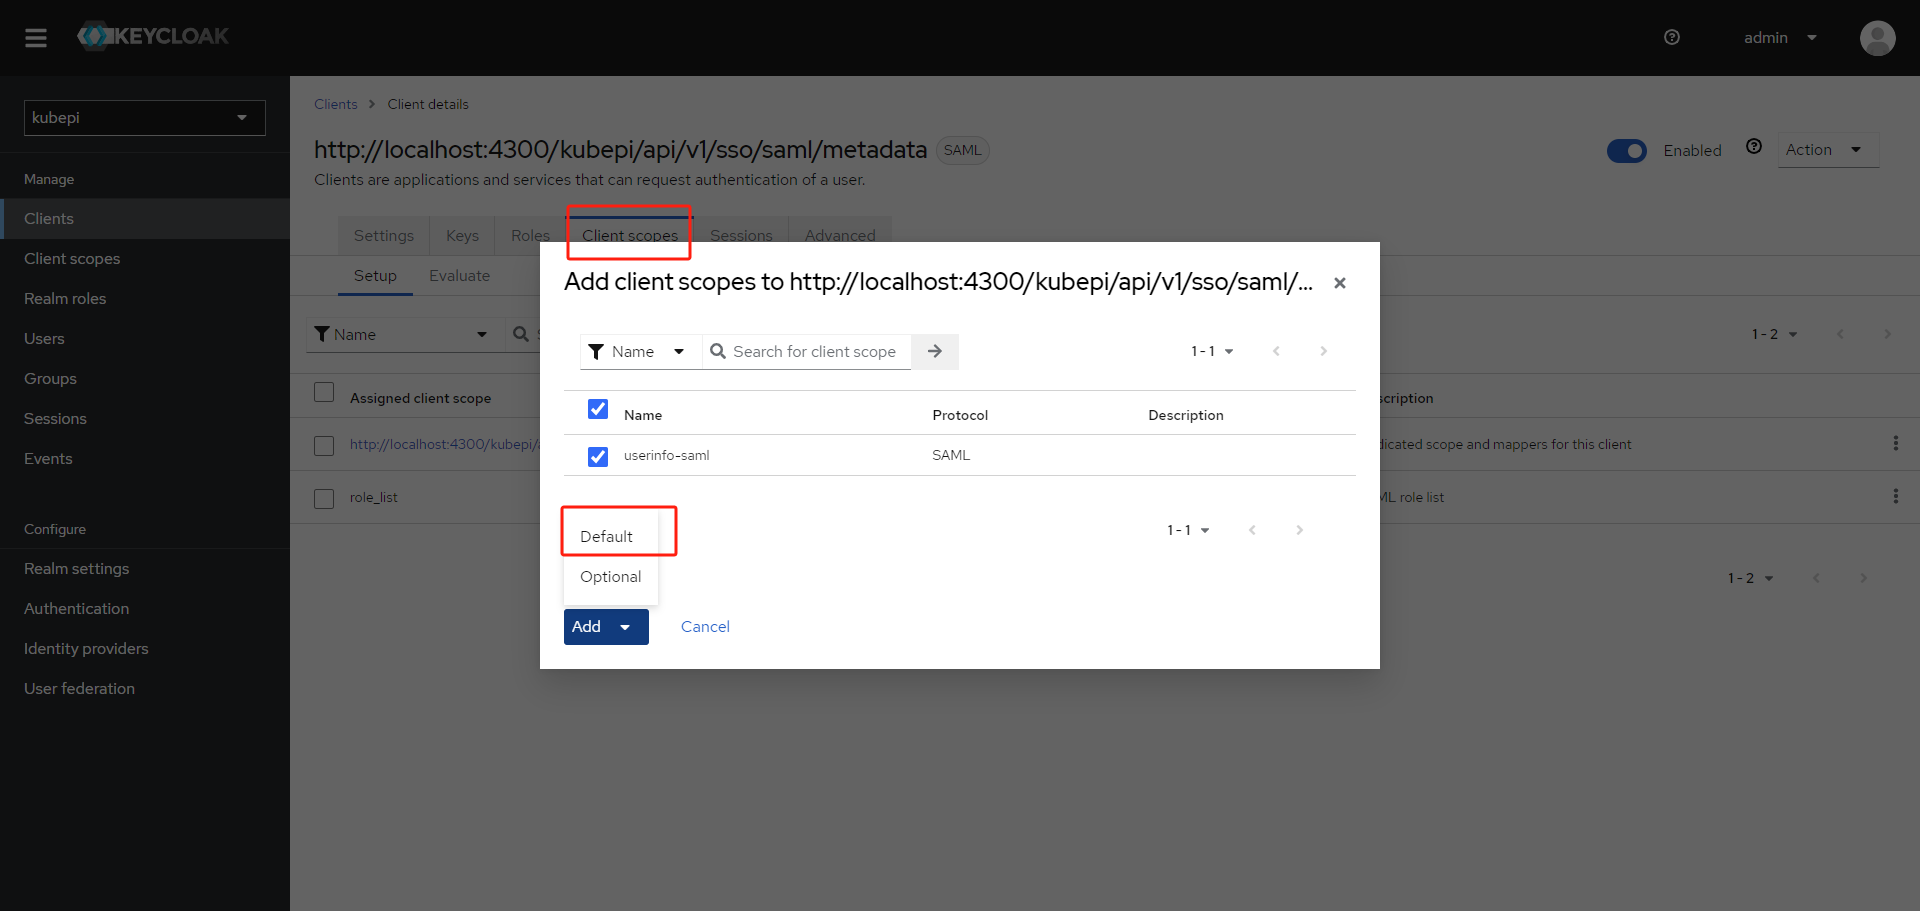 KEYCLOAK
admin
kubepi
Manage
Clients
Client scopes
Realm roles
Users
Groups
Sessions
Events
Configure
Realm settings
Authentication
Identity providers
User federation
Clients > Client details
http://localhost:4300/kubepi/api/v1/sso/saml/metadata SAML
Enabled
Action
Clients are applications and services that can request authentication of a user.
Settings Keys Roles Client scopes Sessions Advanced
Setup Evaluate
Name
1 - 2
Assigned client scope
scription
http://localhost:4300/kubepi/
dicated scope and mappers for this client
role_list
ML role list
1 - 2
Add client scopes to http://localhost:4300/kubepi/api/v1/sso/saml/...
Name Search for client scope
1 - 1
Name Protocol Description
userinfo-saml SAML
Default
1 - 1
Optional
Add Cancel